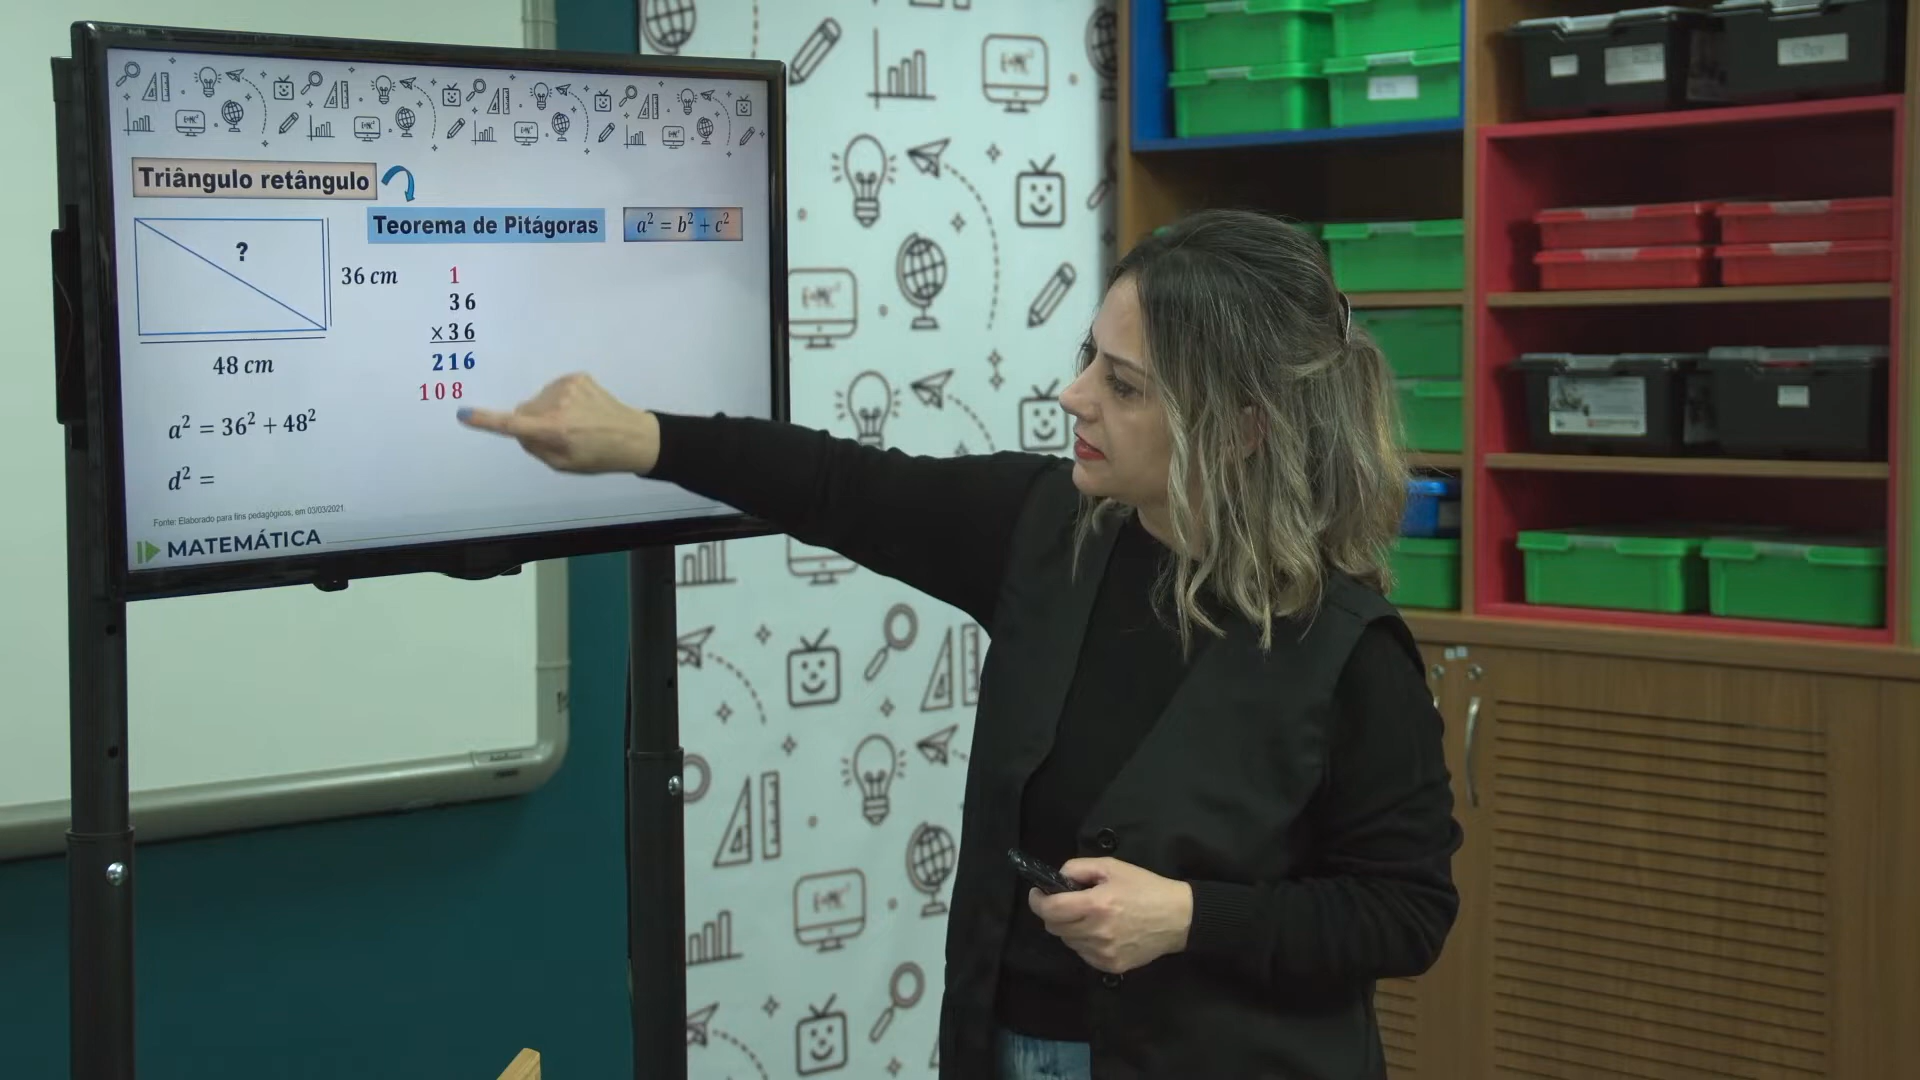 Triângulo retângulo
Teorema de Pitágoras
a² = b² + c²
?
36 cm
48 cm
1
36
×36
216
108
a² = 36² + 48²
d² =
Fonte: Elaborado para fins pedagógicos, em 03/03/2021.
MATEMÁTICA